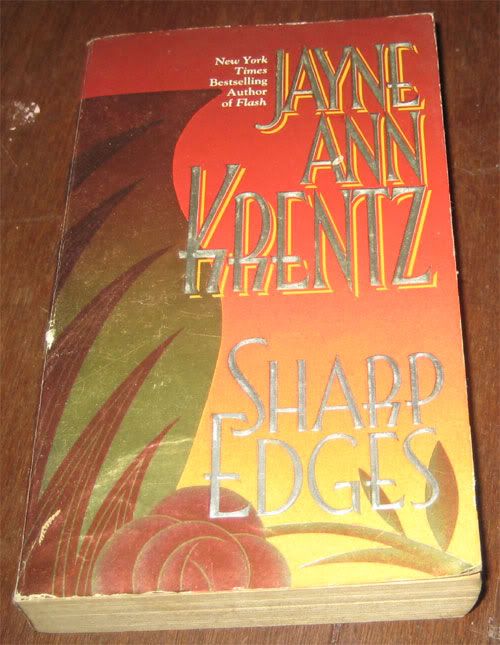 New York
Times
Bestselling
Author
of Flash
JAYNE
ANN
KRENTZ
SHARP
EDGES